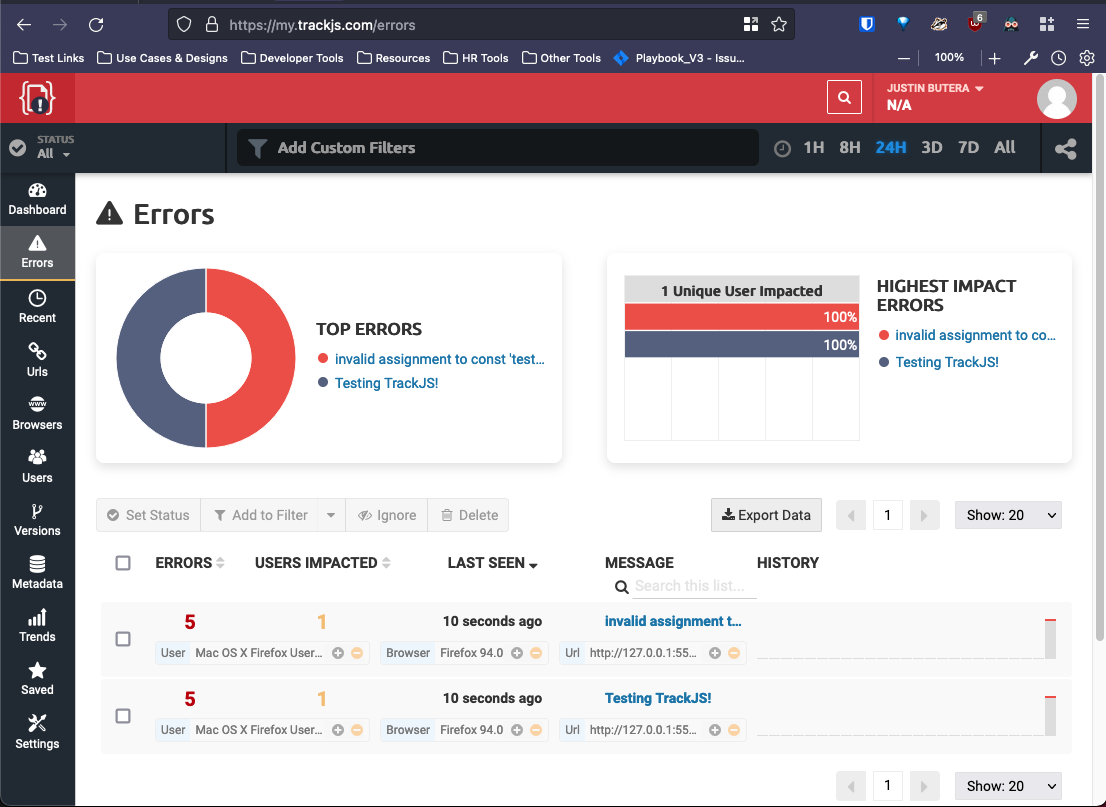 https://my.trackjs.com/errors
6
Test Links
Use Cases & Designs
Developer Tools
Resources
HR Tools
Other Tools
Playbook_V3 - Issu...
100%
JUSTIN BUTERA
N/A
STATUS
All
Add Custom Filters
1H 8H 24H 3D 7D All
Dashboard
Errors
Recent
Urls
www
Browsers
Users
Versions
Metadata
Trends
Saved
Settings
Errors
TOP ERRORS
invalid assignment to const 'test...
Testing TrackJS!
1 Unique User Impacted
100%
100%
HIGHEST IMPACT
ERRORS
invalid assignment to co...
Testing TrackJS!
Set Status Add to Filter Ignore Delete Export Data 1 Show: 20
ERRORS USERS IMPACTED LAST SEEN MESSAGE HISTORY
Search this list...
5 1 10 seconds ago invalid assignment t...
User Mac OS X Firefox User... Browser Firefox 94.0 Url http://127.0.0.1:55...
5 1 10 seconds ago Testing TrackJS!
User Mac OS X Firefox User... Browser Firefox 94.0 Url http://127.0.0.1:55...
1 Show: 20